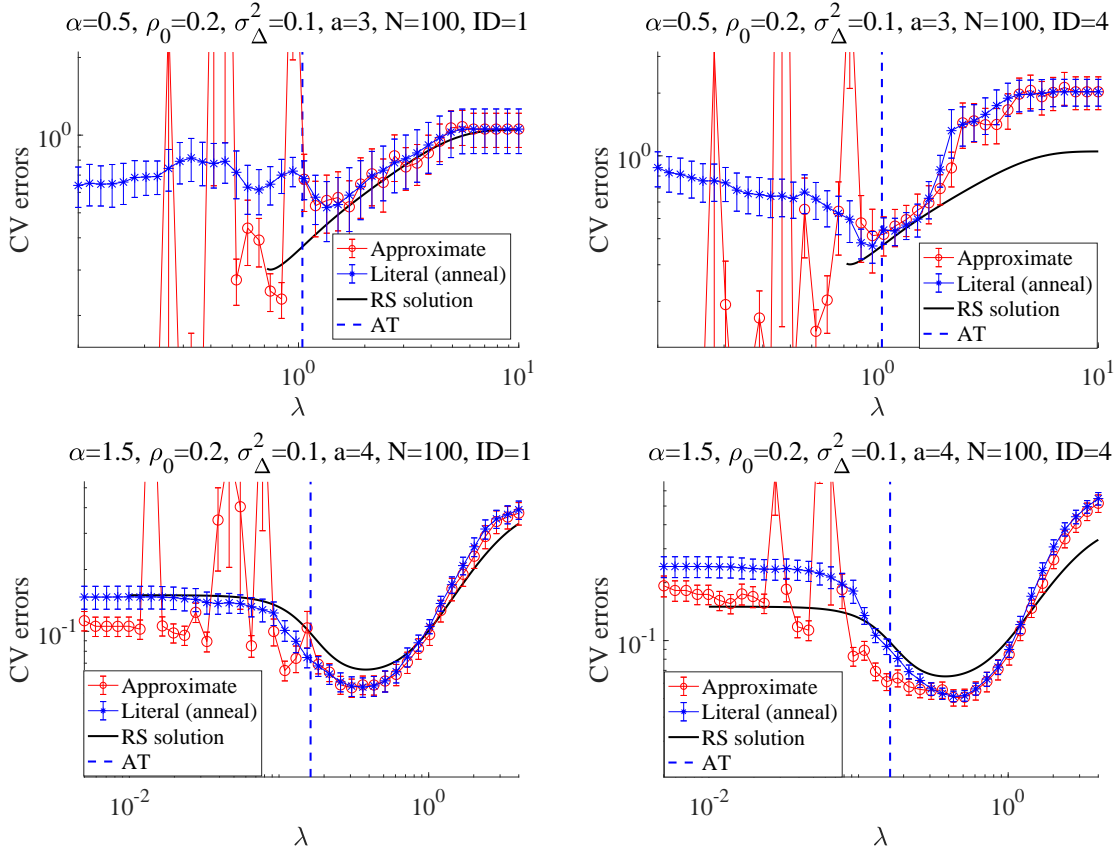 α=0.5, ρ₀=0.2, σ²_Δ=0.1, a=3, N=100, ID=1
CV errors
10⁰
Approximate
Literal (anneal)
RS solution
AT
10⁰ 10¹
λ
α=0.5, ρ₀=0.2, σ²_Δ=0.1, a=3, N=100, ID=4
CV errors
10⁰
Approximate
Literal (anneal)
RS solution
AT
10⁰ 10¹
λ
α=1.5, ρ₀=0.2, σ²_Δ=0.1, a=4, N=100, ID=1
CV errors
10⁻¹
Approximate
Literal (anneal)
RS solution
AT
10⁻² 10⁰
λ
α=1.5, ρ₀=0.2, σ²_Δ=0.1, a=4, N=100, ID=4
CV errors
10⁻¹
Approximate
Literal (anneal)
RS solution
AT
10⁻² 10⁰
λ